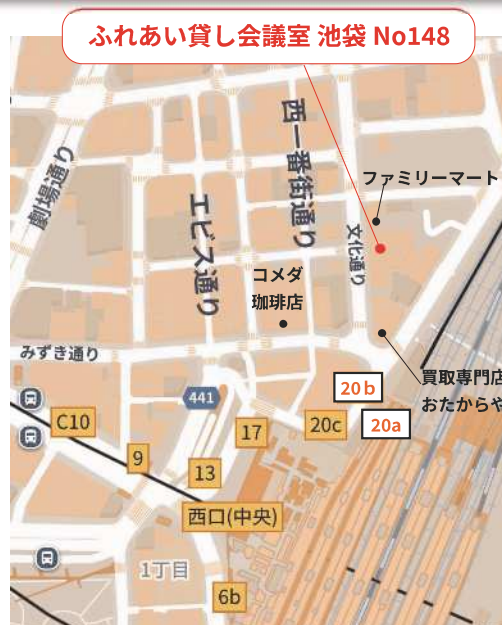 ふれあい貸し会議室 池袋 No148
劇場通り
西一番街通り
ファミリーマート
エビス通り
文化通り
コメダ
珈琲店
みずき通り
買取専門店
おたからや
441
20b
20c
20a
C10
17
9
13
西口(中央)
1丁目
6b